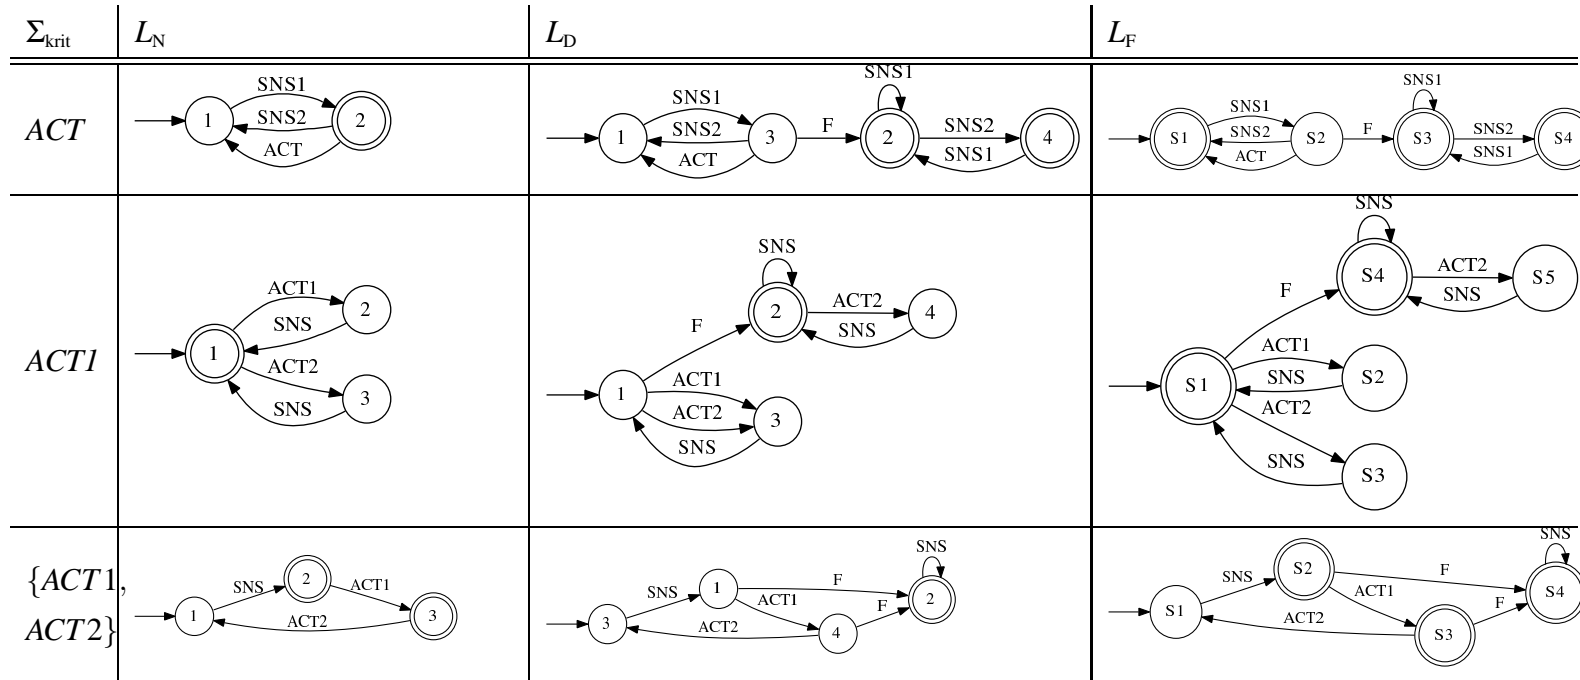 Σkrit LN LD LF
ACT
SNS1
1 SNS2 2
ACT
SNS1
SNS1
1 SNS2 3 F 2 SNS2 4
ACT SNS1
SNS1
SNS1
S1 SNS2 S2 F S3 SNS2 S4
ACT SNS1
ACT1
ACT1 2
SNS
1
ACT2
SNS 3
SNS
2 ACT2 4
F SNS
1 ACT1
ACT2 3
SNS
SNS
S4 ACT2 S5
F SNS
ACT1
S1 SNS S2
ACT2
SNS S3
{ACT1,
ACT2}
2
SNS ACT1
1 3
ACT2
SNS
1 F
SNS ACT1 2
3 F
ACT2 4
SNS
S2 F
SNS ACT1 S4
S1 F
ACT2 S3